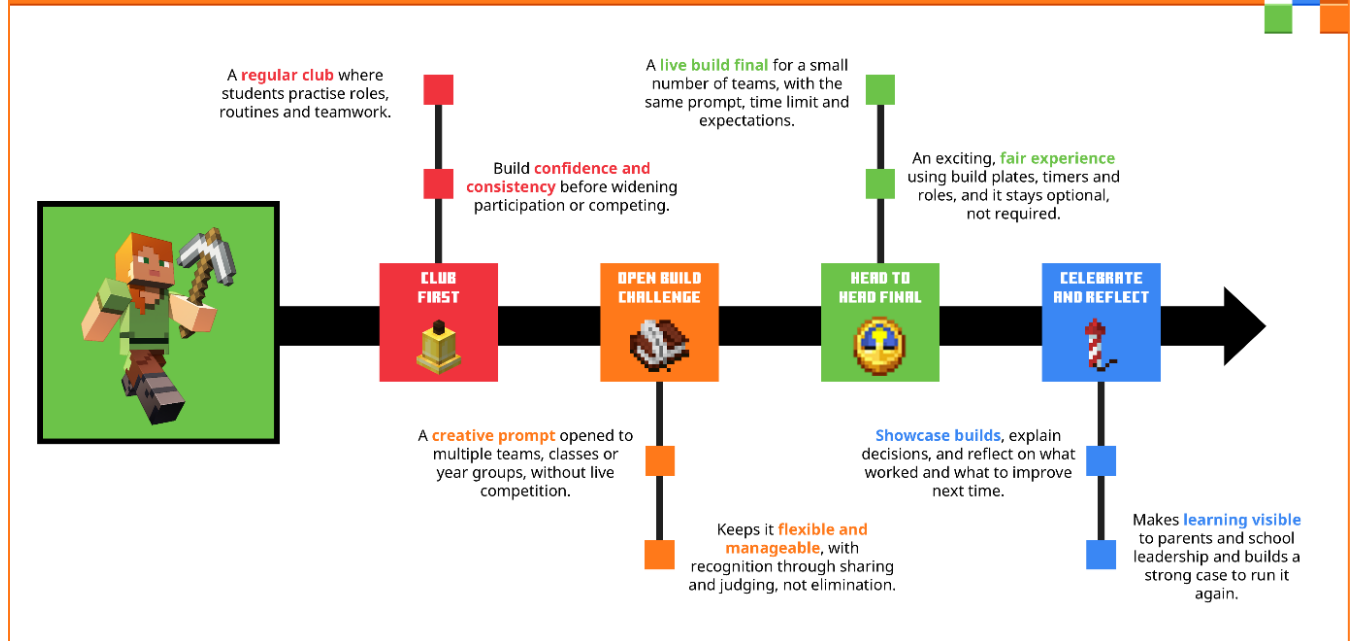 A regular club where
students practise roles,
routines and teamwork.
Build confidence and
consistency before widening
participation or competing.
A live build final for a small
number of teams, with the
same prompt, time limit and
expectations.
An exciting, fair experience
using build plates, timers and
roles, and it stays optional,
not required.
CLUB
FIRST
OPEN BUILD
CHALLENGE
HEAD TO
HEAD FINAL
CELEBRATE
AND REFLECT
A creative prompt opened to
multiple teams, classes or
year groups, without live
competition.
Keeps it flexible and
manageable, with
recognition through sharing
and judging, not elimination.
Showcase builds, explain
decisions, and reflect on what
worked and what to improve
next time.
Makes learning visible
to parents and school
leadership and builds a
strong case to run it
again.